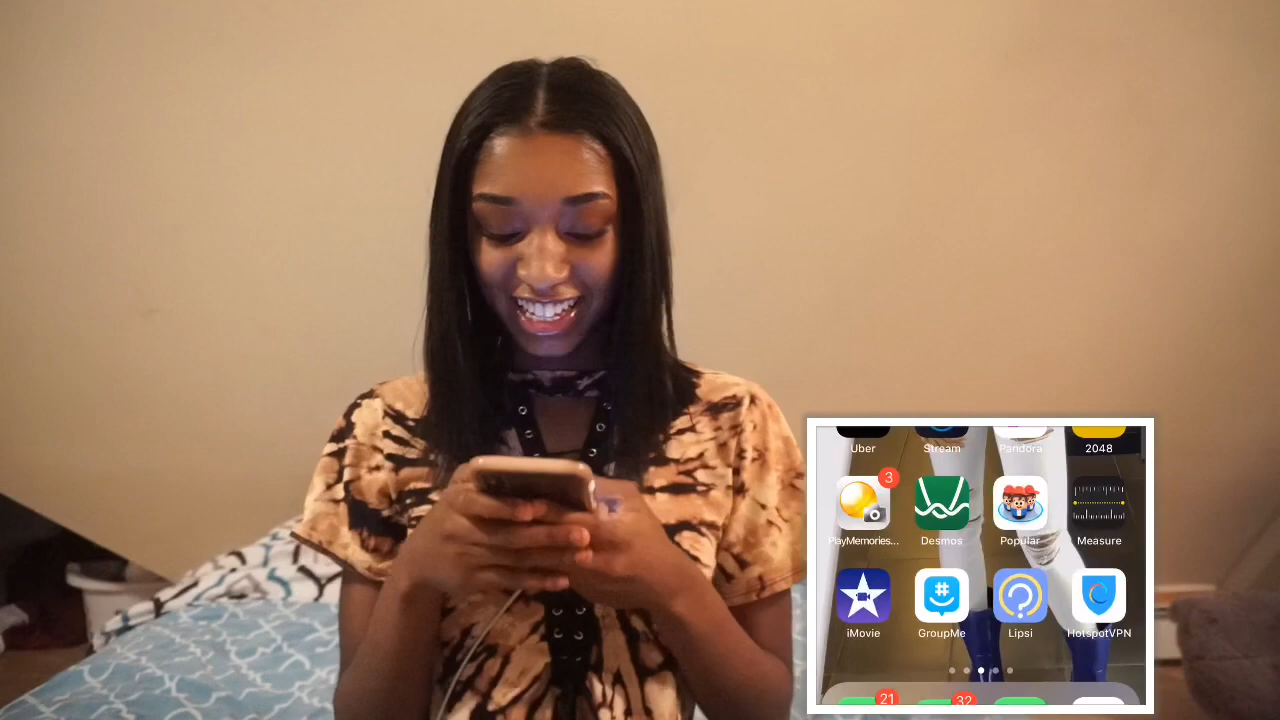 Uber Stream Pandora 2048
3
PlayMemories... Desmos Popular Measure
iMovie GroupMe Lipsi HotspotVPN
21 32